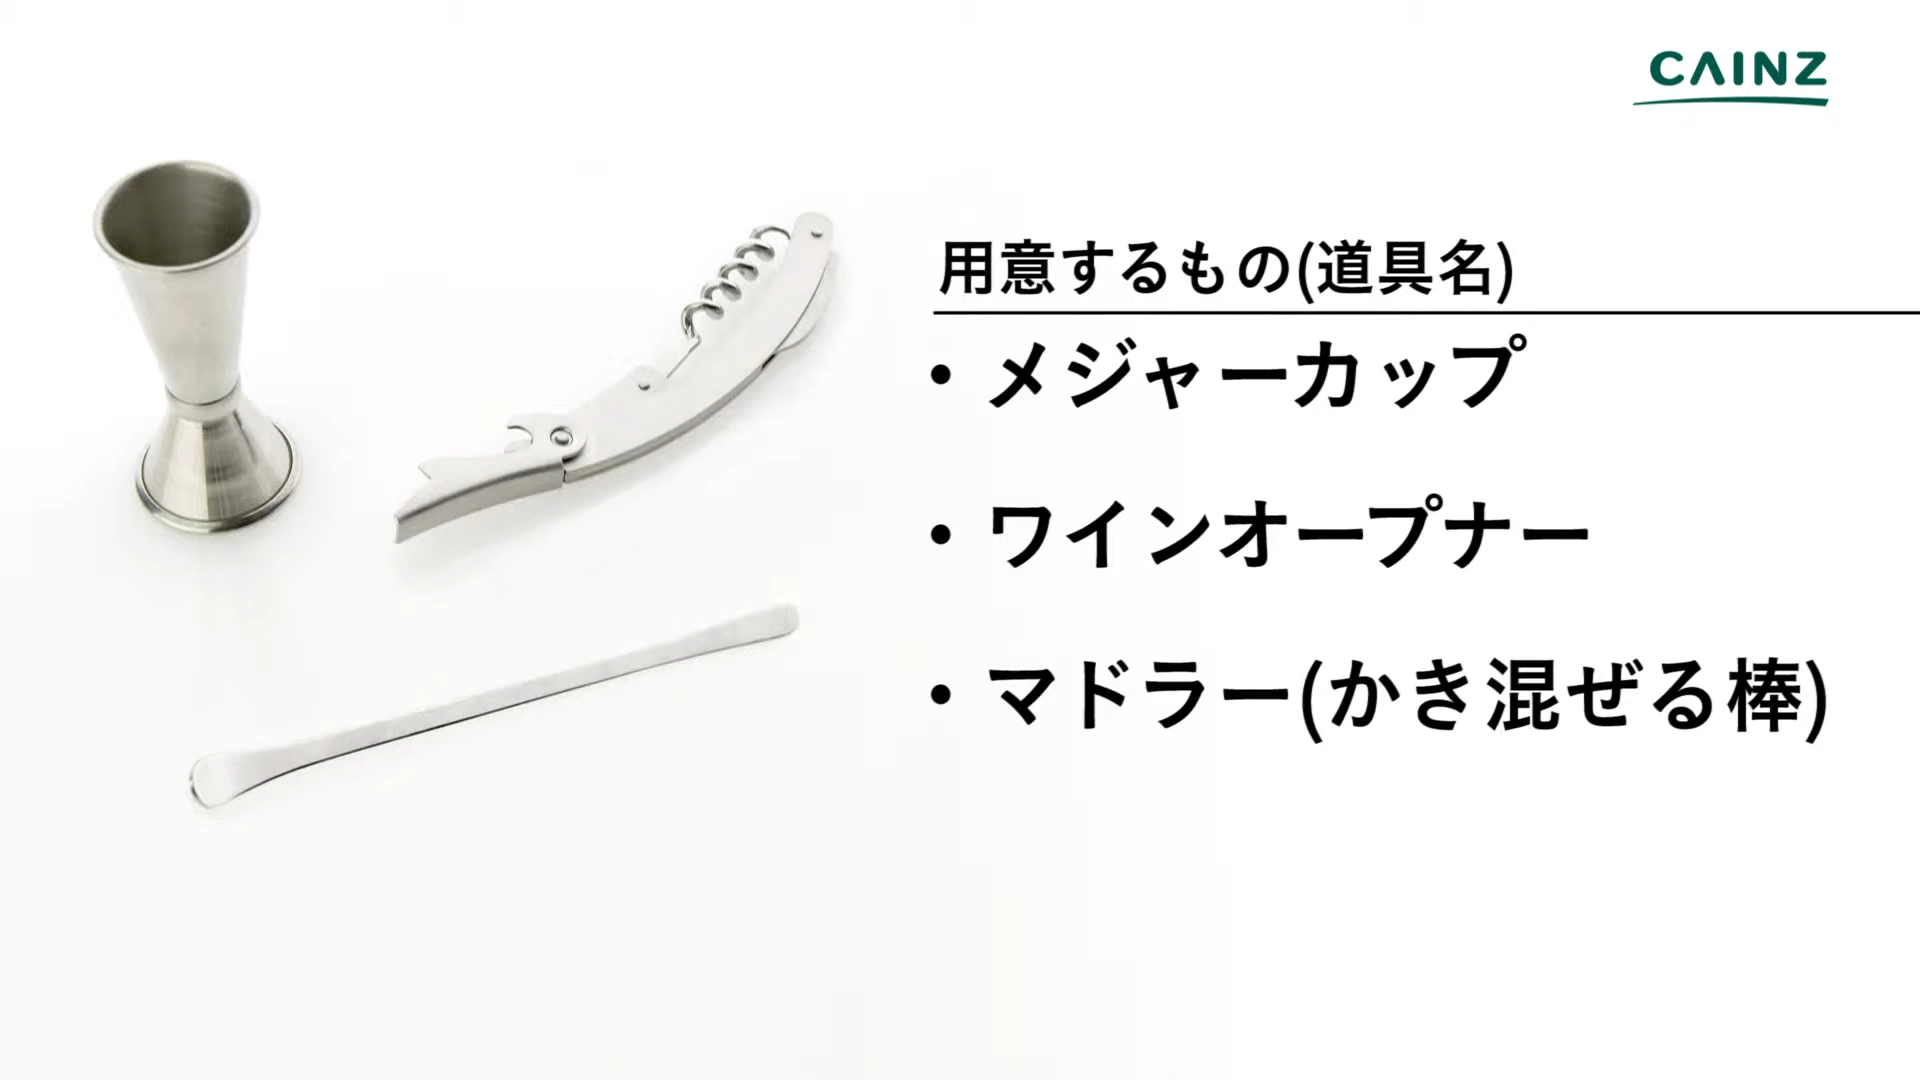 CAINZ
用意するもの(道具名)
・メジャーカップ
・ワインオープナー
・マドラー(かき混ぜる棒)